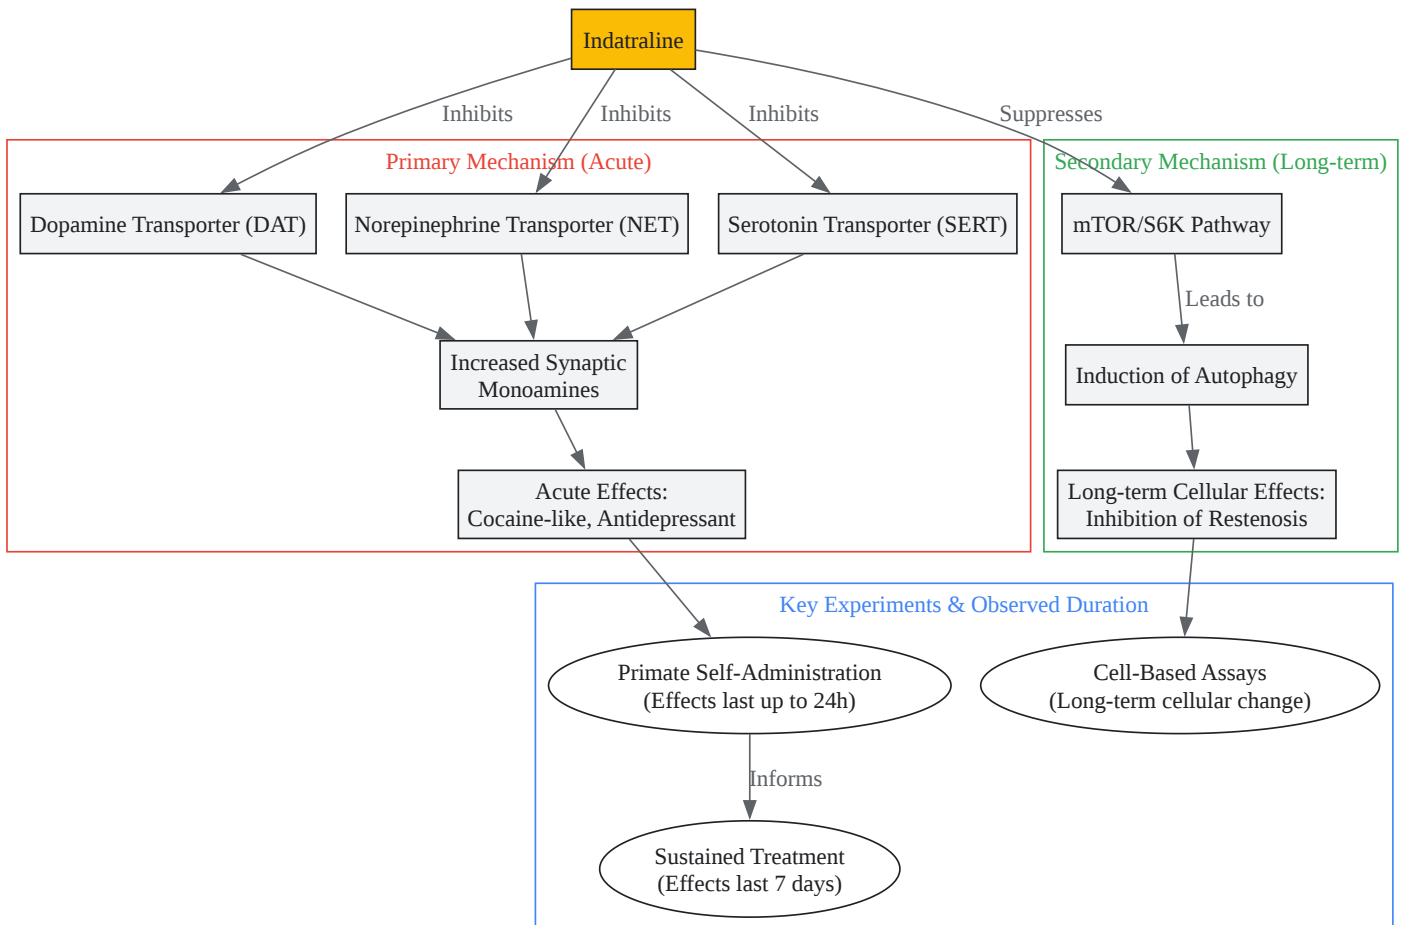 Indatraline
Inhibits
Inhibits
Inhibits
Suppresses
Primary Mechanism (Acute)
Secondary Mechanism (Long-term)
Dopamine Transporter (DAT)
Norepinephrine Transporter (NET)
Serotonin Transporter (SERT)
mTOR/S6K Pathway
Leads to
Increased Synaptic
Monoamines
Induction of Autophagy
Acute Effects:
Cocaine-like, Antidepressant
Long-term Cellular Effects:
Inhibition of Restenosis
Key Experiments & Observed Duration
Primate Self-Administration
(Effects last up to 24h)
Cell-Based Assays
(Long-term cellular change)
Informs
Sustained Treatment
(Effects last 7 days)